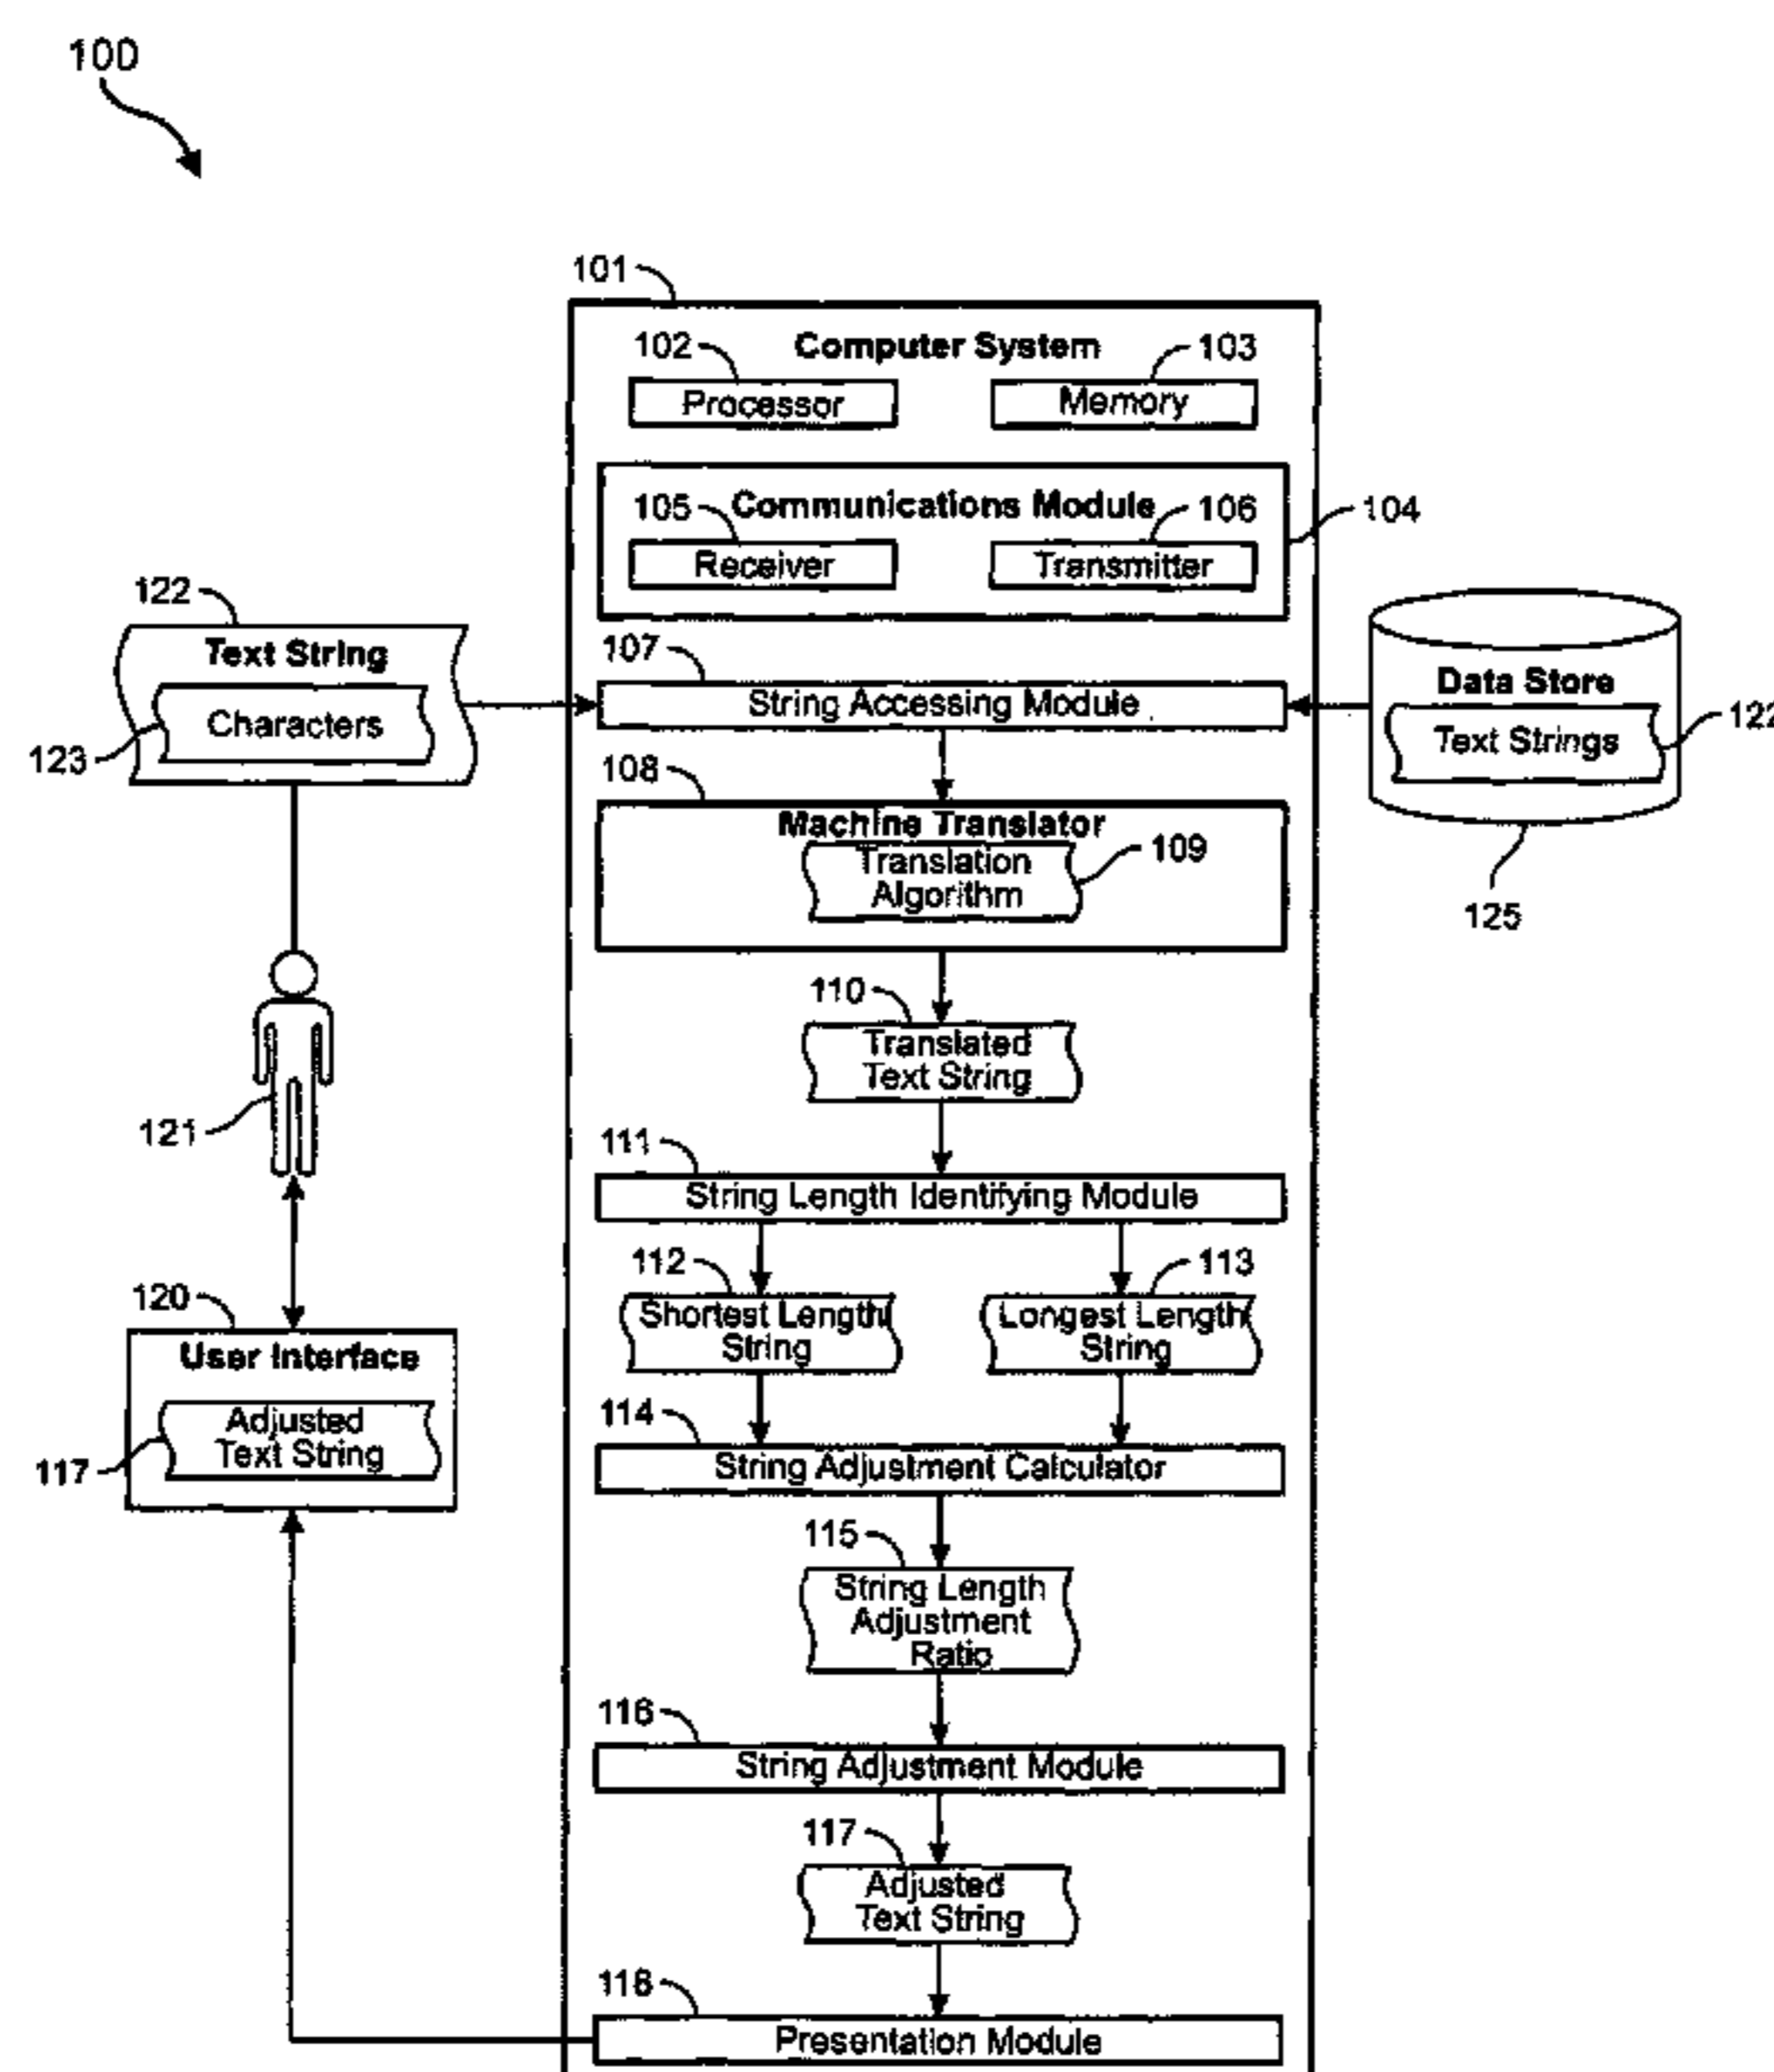 100
101
Computer System
102
103
Processor
Memory
Communications Module
105
106
104
Receiver
Transmitter
122
Text String
Characters
123
107
String Accessing Module
Data Store
Text Strings
122
125
108
Machine Translator
Translation
Algorithm
109
110
Translated
Text String
121
111
String Length Identifying Module
112
113
Shortest Length
String
Longest Length
String
120
User Interface
Adjusted
Text String
117
114
String Adjustment Calculator
115
String Length
Adjustment
Ratio
116
String Adjustment Module
117
Adjusted
Text String
118
Presentation Module